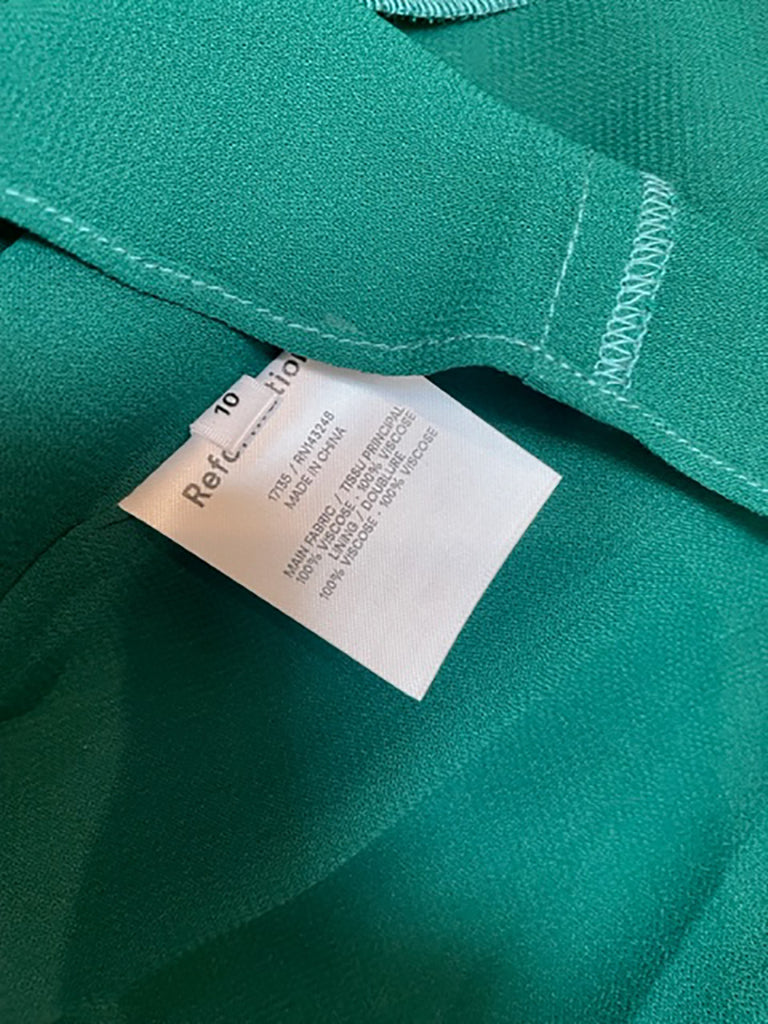 10
Reformation
17135 / RN143248
MADE IN CHINA
MAIN FABRIC / TISSU PRINCIPAL
100% VISCOSE · 100% VISCOSE
LINING / DOUBLURE
100% VISCOSE · 100% VISCOSE